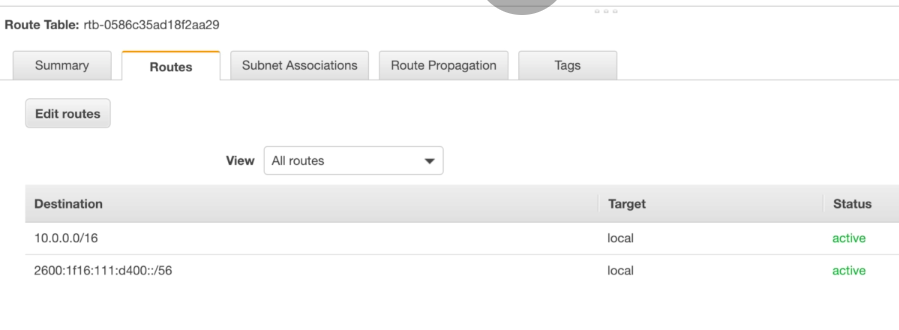 Route Table: rtb-0586c35ad18f2aa29
Summary Routes Subnet Associations Route Propagation Tags
Edit routes
View All routes
Destination Target Status
10.0.0.0/16 local active
2600:1f16:111:d400::/56 local active